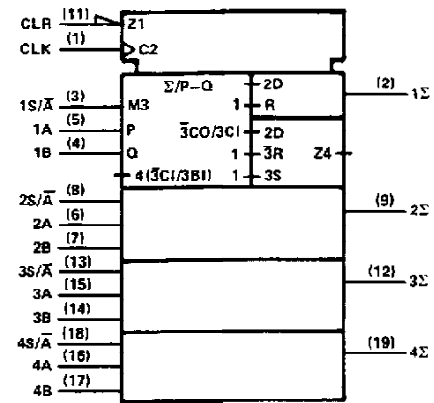 CLR (11) Z1
CLK (1) C2
Σ/P–Q 2D (2) 1Σ
1 R
1S/A̅ (3) M3
1A (5) P 3̅CO/3CI 2D
1B (4) Q 1 3̅R Z4
4(3̅CI/3BI) 1 3S
2S/A̅ (8) (9) 2Σ
2A (6)
2B (7)
3S/A̅ (13) (12) 3Σ
3A (15)
3B (14)
4S/A̅ (18) (19) 4Σ
4A (16)
4B (17)